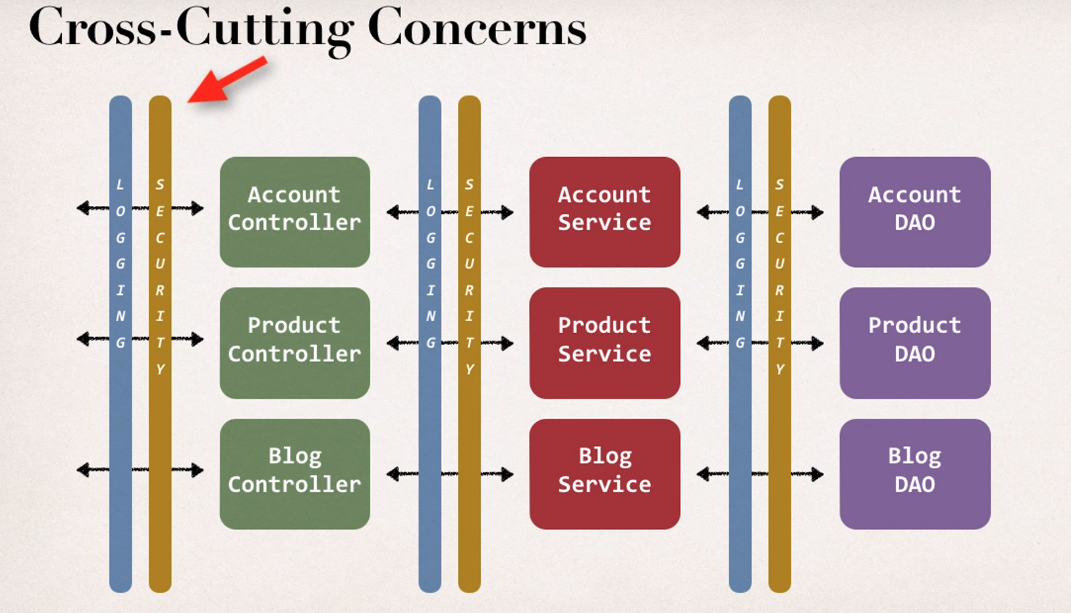 Cross-Cutting Concerns
LOGGING
SECURITY
Account
Controller
LOGGING
SECURITY
Account
Service
LOGGING
SECURITY
Account
DAO
Product
Controller
Product
Service
Product
DAO
Blog
Controller
Blog
Service
Blog
DAO